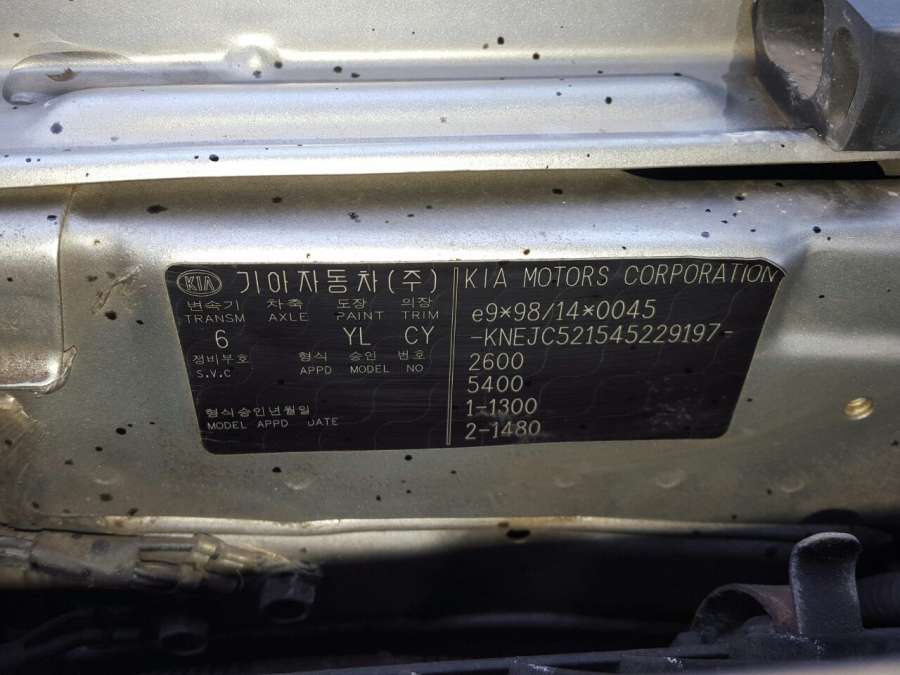 KIA 기아자동차(주)
변속기 차축 도장 의장
TRANSM AXLE PAINT TRIM
6 YL CY
정비부호 형식 승인 번호
S.V.C APPD MODEL NO
형식승인년월일
MODEL APPD DATE
KIA MOTORS CORPORATION
e9*98/14*0045
-KNEJC521545229197-
2600
5400
1-1300
2-1480